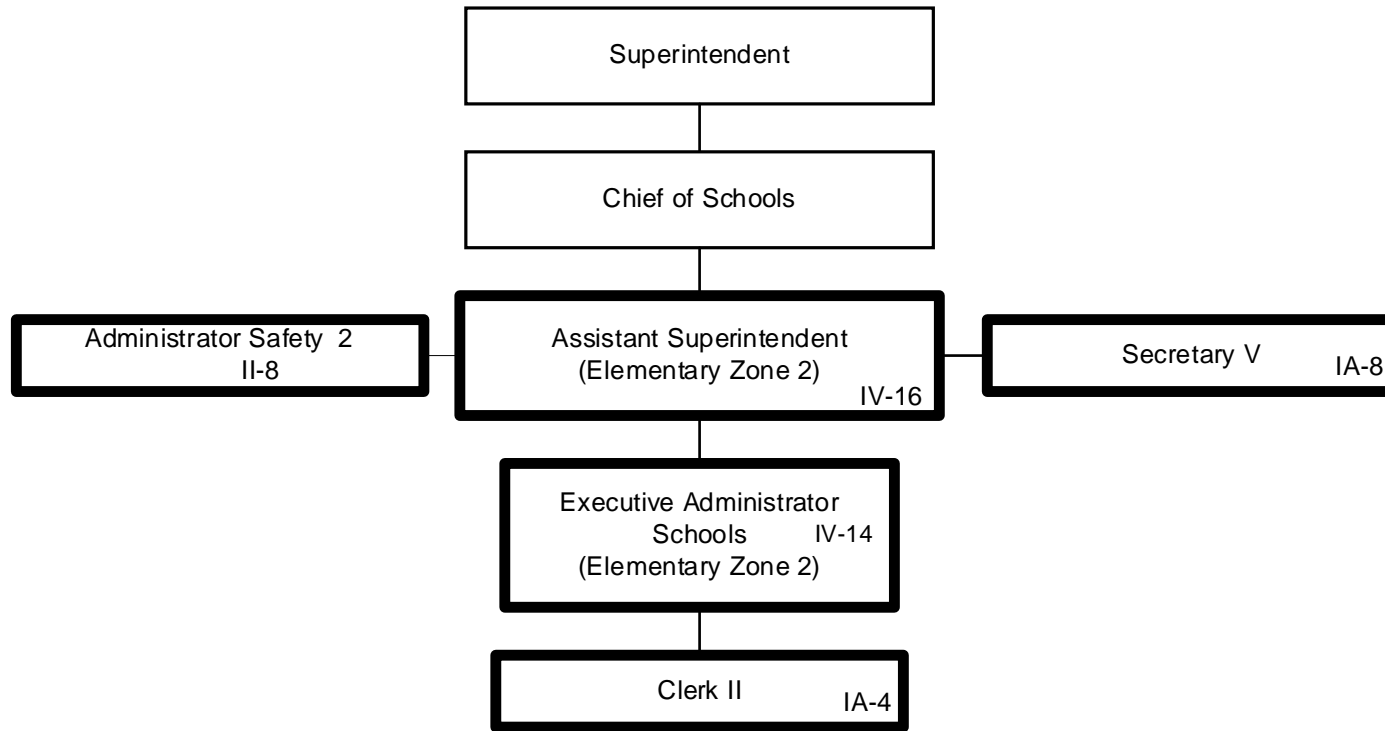 Superintendent
Chief of Schools
Administrator Safety 2
II-8
Assistant Superintendent
(Elementary Zone 2)
IV-16
Secretary V
IA-8
Executive Administrator
Schools IV-14
(Elementary Zone 2)
Clerk II
IA-4